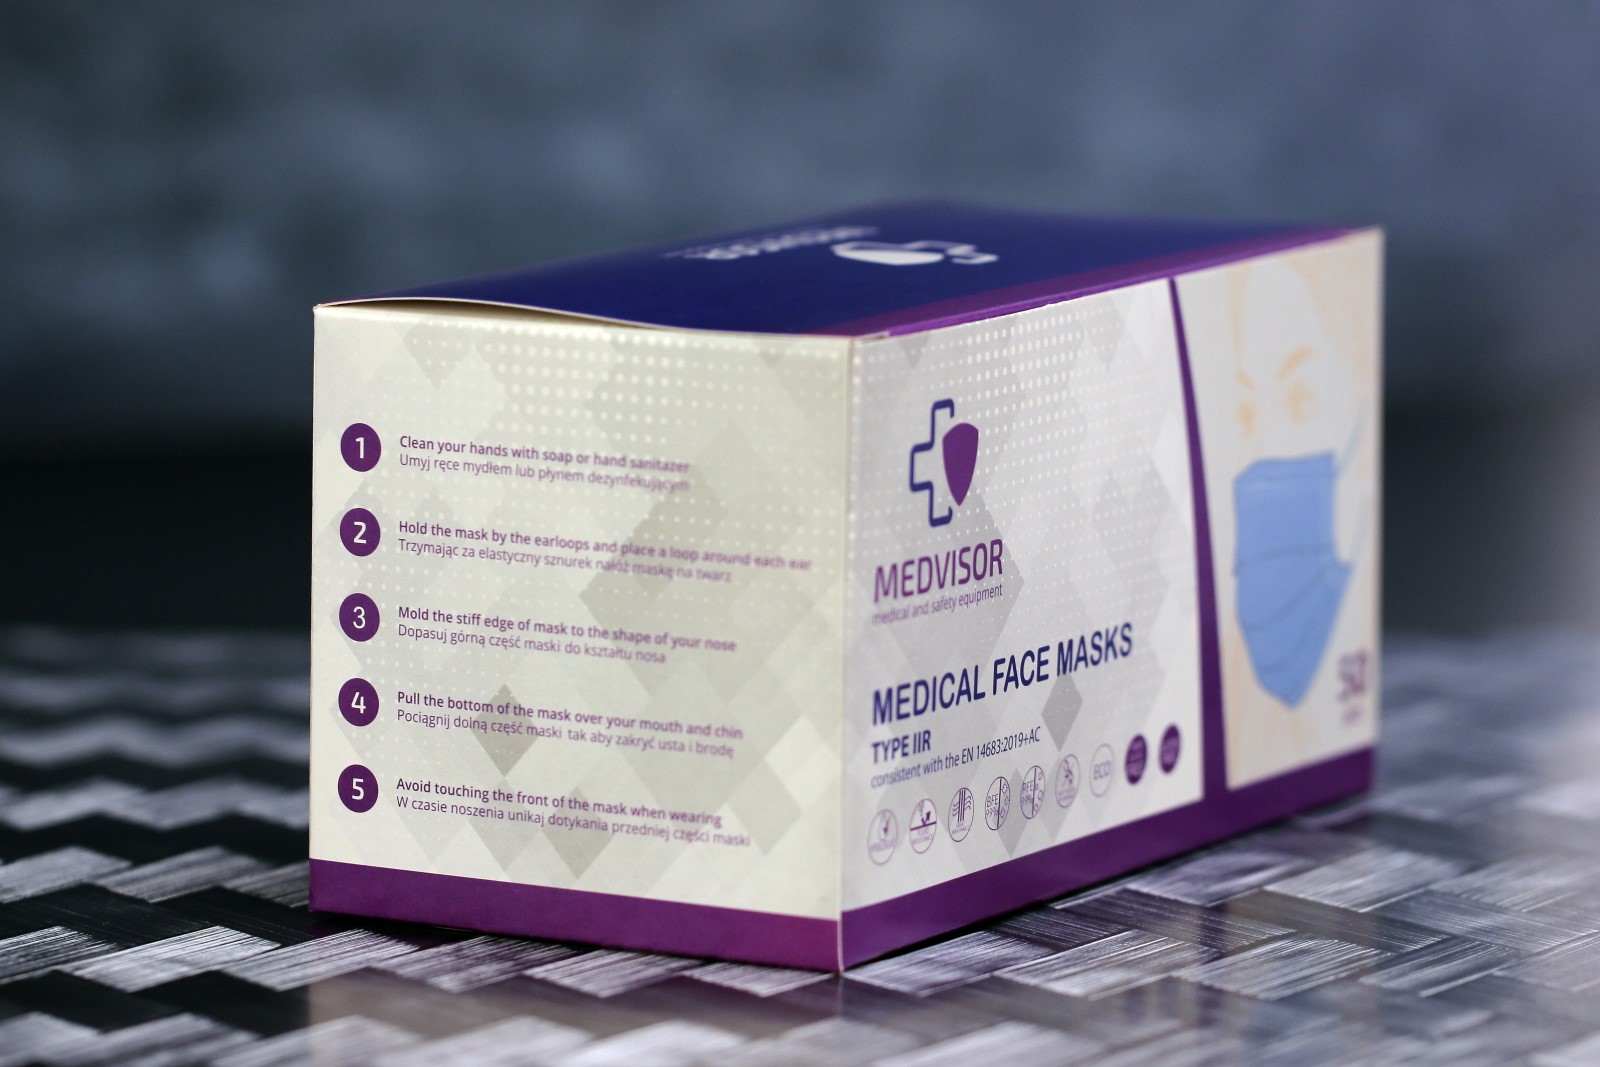 1
Clean your hands with soap or hand sanitazer
Umyj ręce mydłem lub płynem dezynfekującym
2
Hold the mask by the earloops and place a loop around each ear
Trzymając za elastyczny sznurek nałóż maskę na twarz
3
Mold the stiff edge of mask to the shape of your nose
Dopasuj górną część maski do kształtu nosa
4
Pull the bottom of the mask over your mouth and chin
Pociągnij dolną część maski tak aby zakryć usta i brodę
5
Avoid touching the front of the mask when wearing
W czasie noszenia unikaj dotykania przedniej części maski
MEDVISOR
medical and safety equipment
MEDICAL FACE MASKS
TYPE IIR
consistent with the EN 14683:2019+AC
BFE
99%
PFE
99%
50